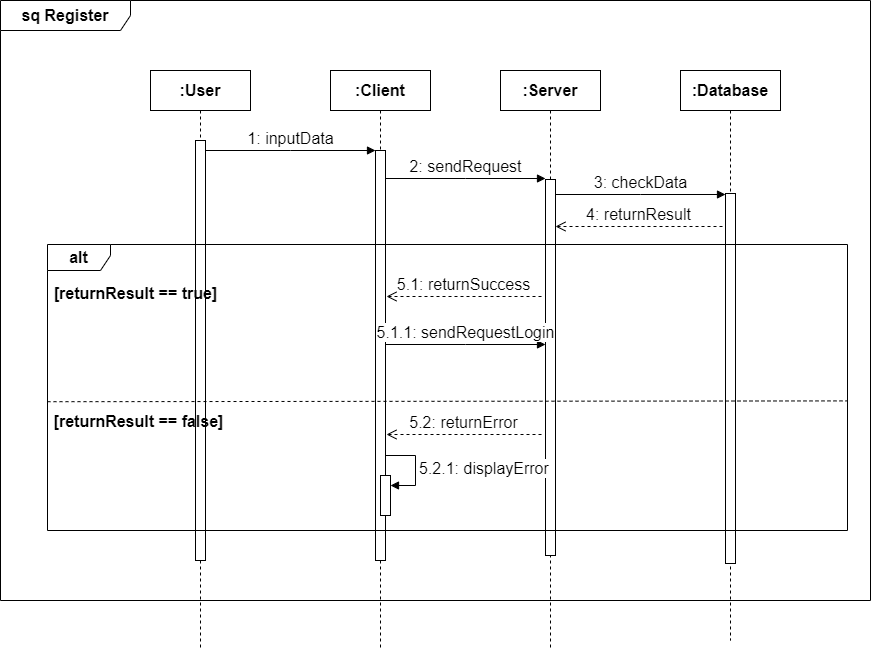 sq Register
:User
:Client
:Server
:Database
1: inputData
2: sendRequest
3: checkData
4: returnResult
alt
[returnResult == true]
5.1: returnSuccess
5.1.1: sendRequestLogin
[returnResult == false]
5.2: returnError
5.2.1: displayError